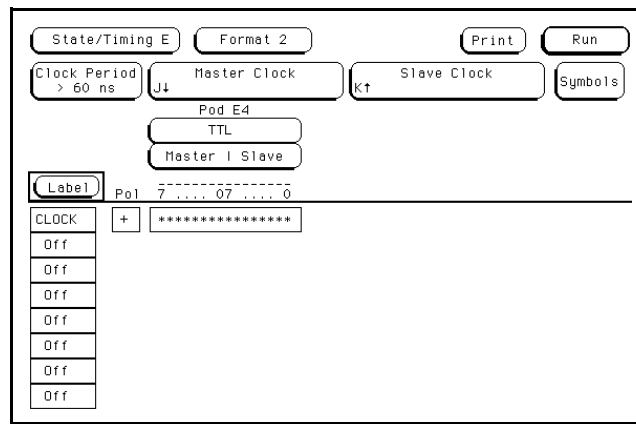 State/Timing E Format 2 Print Run
Clock Period > 60 ns
Master Clock
J↓
Slave Clock
K↑
Symbols
Pod E4
TTL
Master | Slave
Label Pol 7 .... 07 .... 0
CLOCK + ****************
Off
Off
Off
Off
Off
Off
Off